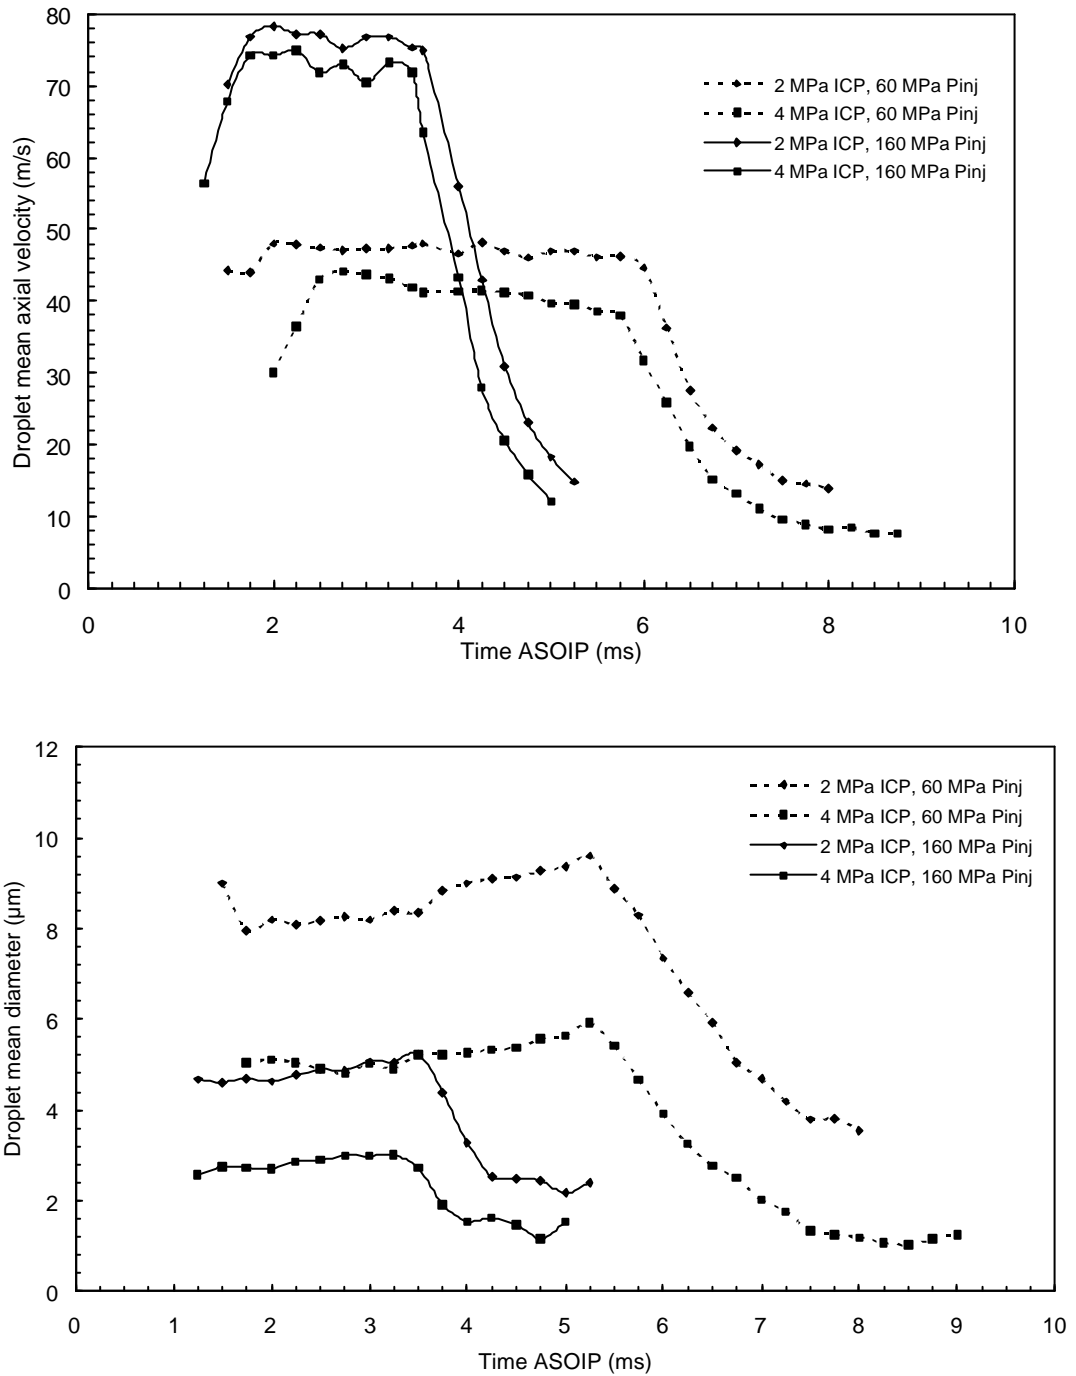 80
70
60
50
40
30
20
10
0
Droplet mean axial velocity (m/s)
2 MPa ICP, 60 MPa Pinj
4 MPa ICP, 60 MPa Pinj
2 MPa ICP, 160 MPa Pinj
4 MPa ICP, 160 MPa Pinj
0 2 4 6 8 10
Time ASOIP (ms)
12
10
8
6
4
2
0
Droplet mean diameter (µm)
2 MPa ICP, 60 MPa Pinj
4 MPa ICP, 60 MPa Pinj
2 MPa ICP, 160 MPa Pinj
4 MPa ICP, 160 MPa Pinj
0 1 2 3 4 5 6 7 8 9 10
Time ASOIP (ms)